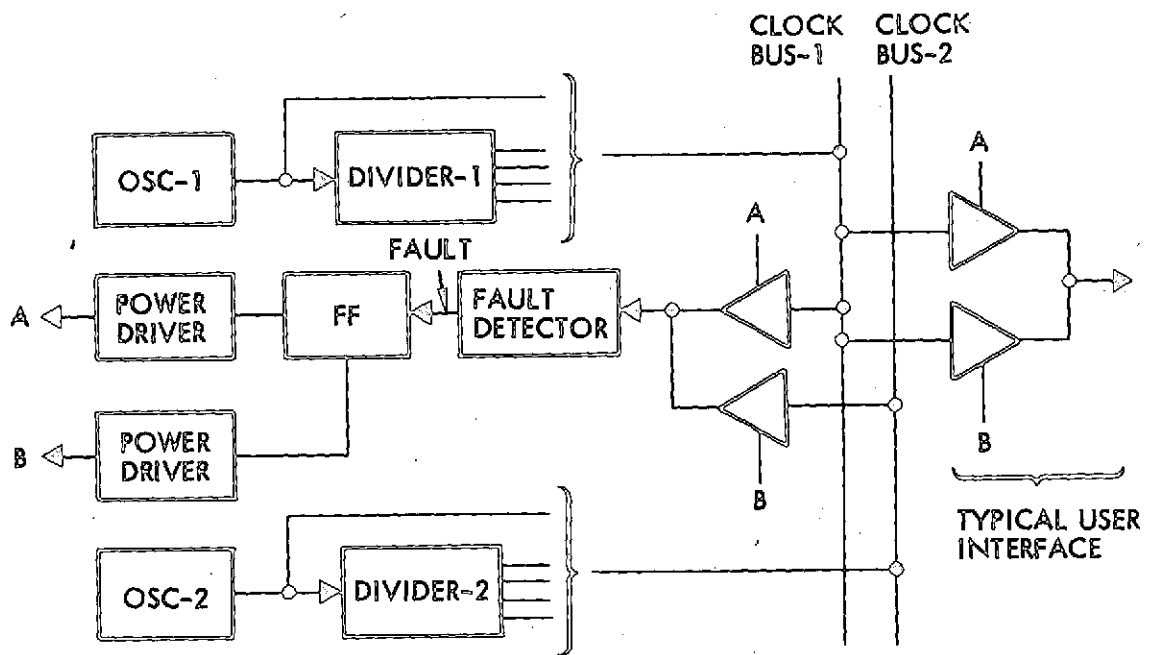 CLOCK
BUS-1
CLOCK
BUS-2
OSC-1
DIVIDER-1
A
A
FAULT
A
POWER
DRIVER
FF
FAULT
DETECTOR
B
POWER
DRIVER
B
B
TYPICAL USER
INTERFACE
OSC-2
DIVIDER-2